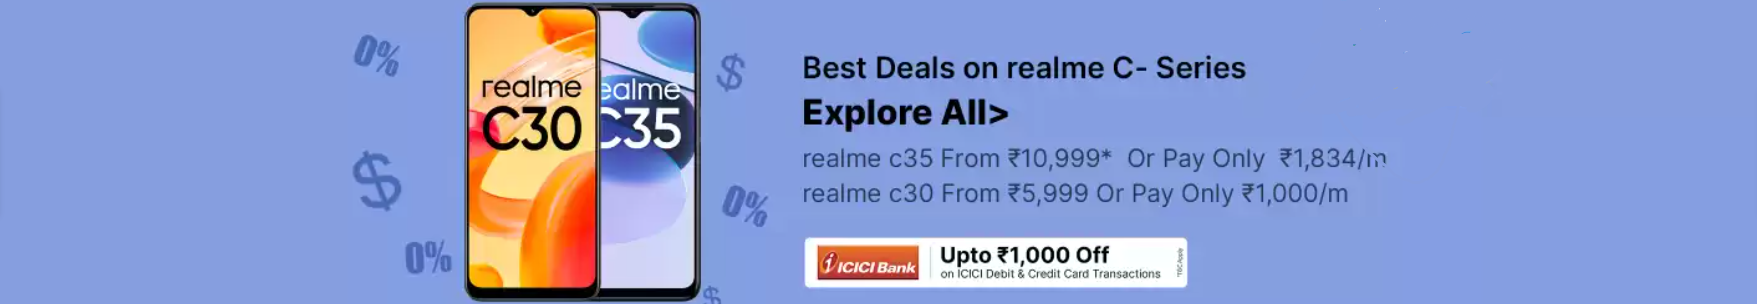 0%
$
0%
realme
C30
ealme
C35
$
0%
$
Best Deals on realme C- Series
Explore All>
realme c35 From ₹10,999* Or Pay Only ₹1,834/m
realme c30 From ₹5,999 Or Pay Only ₹1,000/m
ICICI Bank
Upto ₹1,000 Off
on ICICI Debit & Credit Card Transactions
*T&C Apply